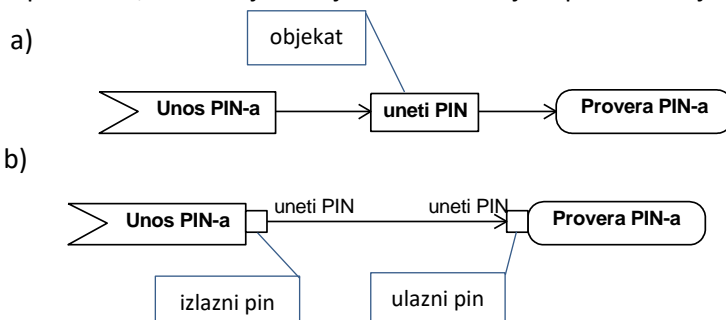 a)
objekat
Unos PIN-a
uneti PIN
Provera PIN-a
b)
Unos PIN-a
uneti PIN
uneti PIN
Provera PIN-a
izlazni pin
ulazni pin